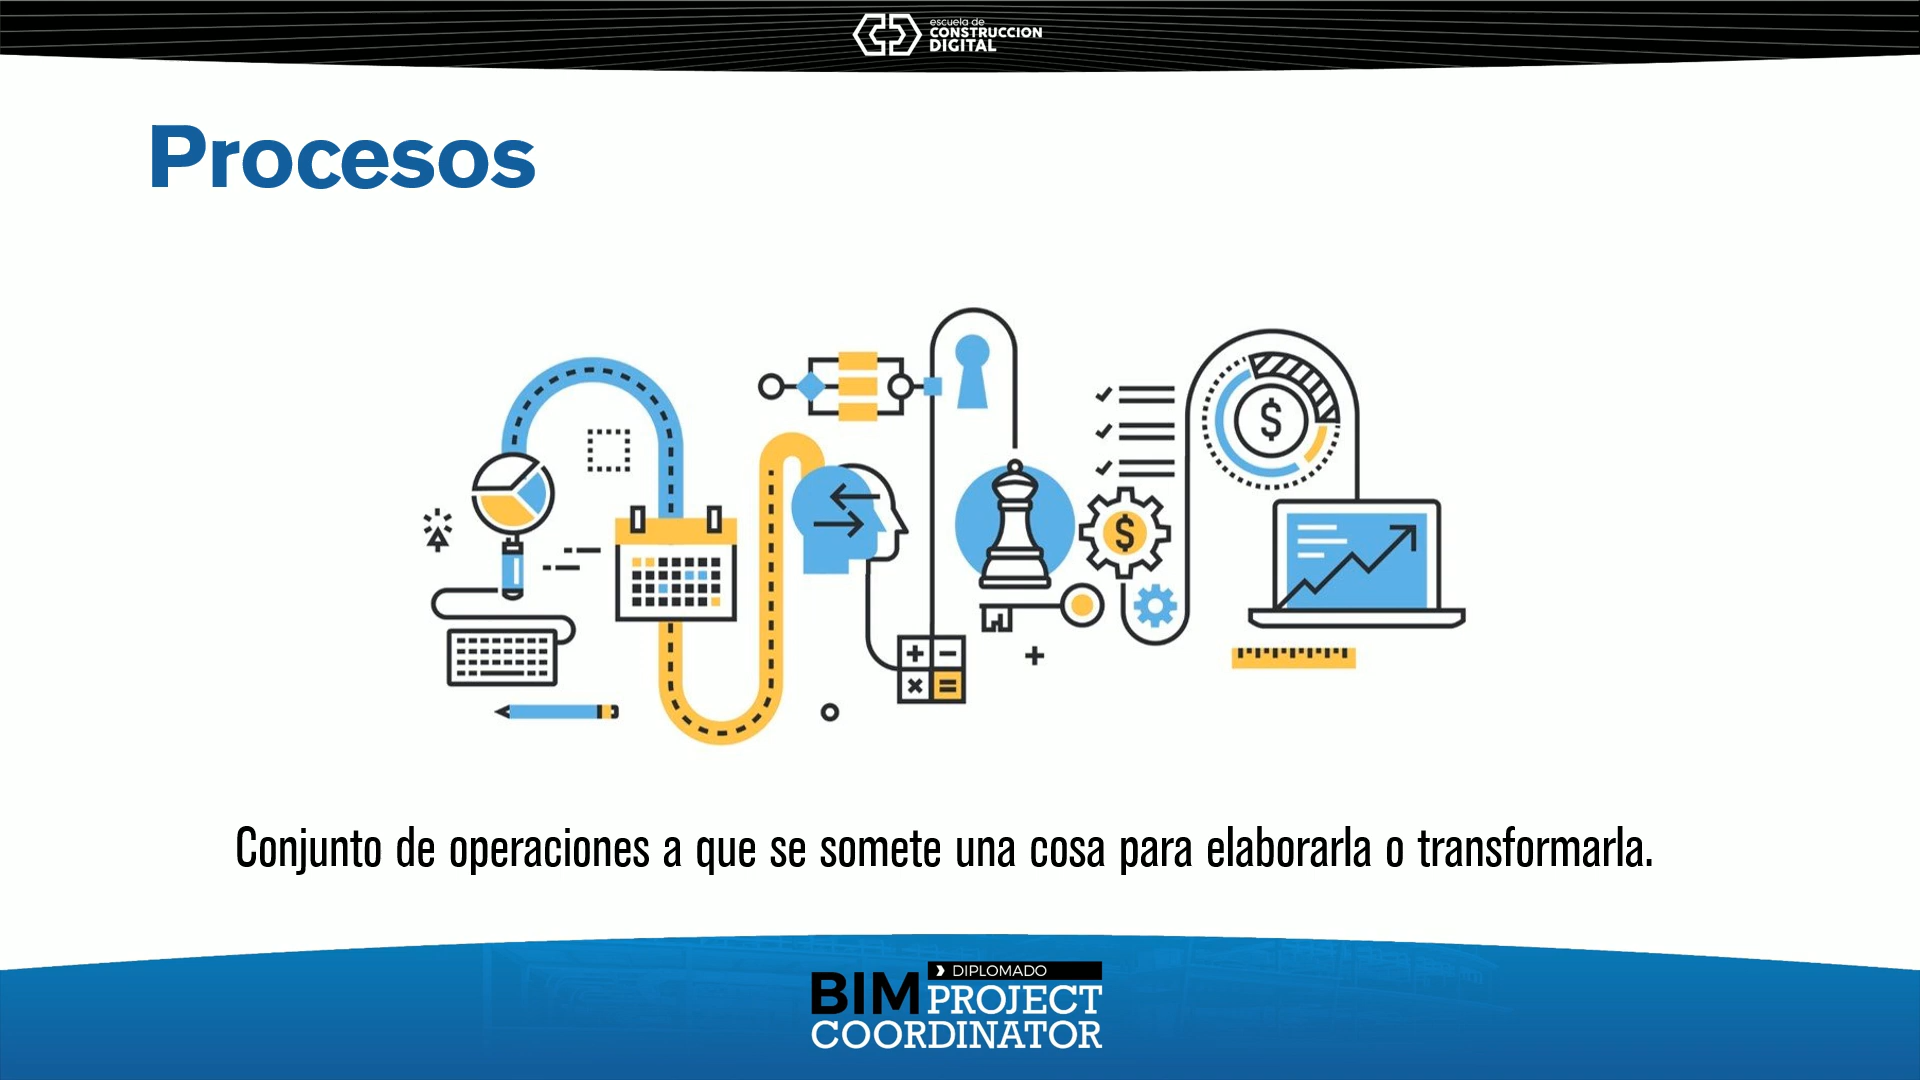 escuela de
CONSTRUCCION
DIGITAL
Procesos
$
$
Conjunto de operaciones a que se somete una cosa para elaborarla o transformarla.
DIPLOMADO
BIM PROJECT
COORDINATOR